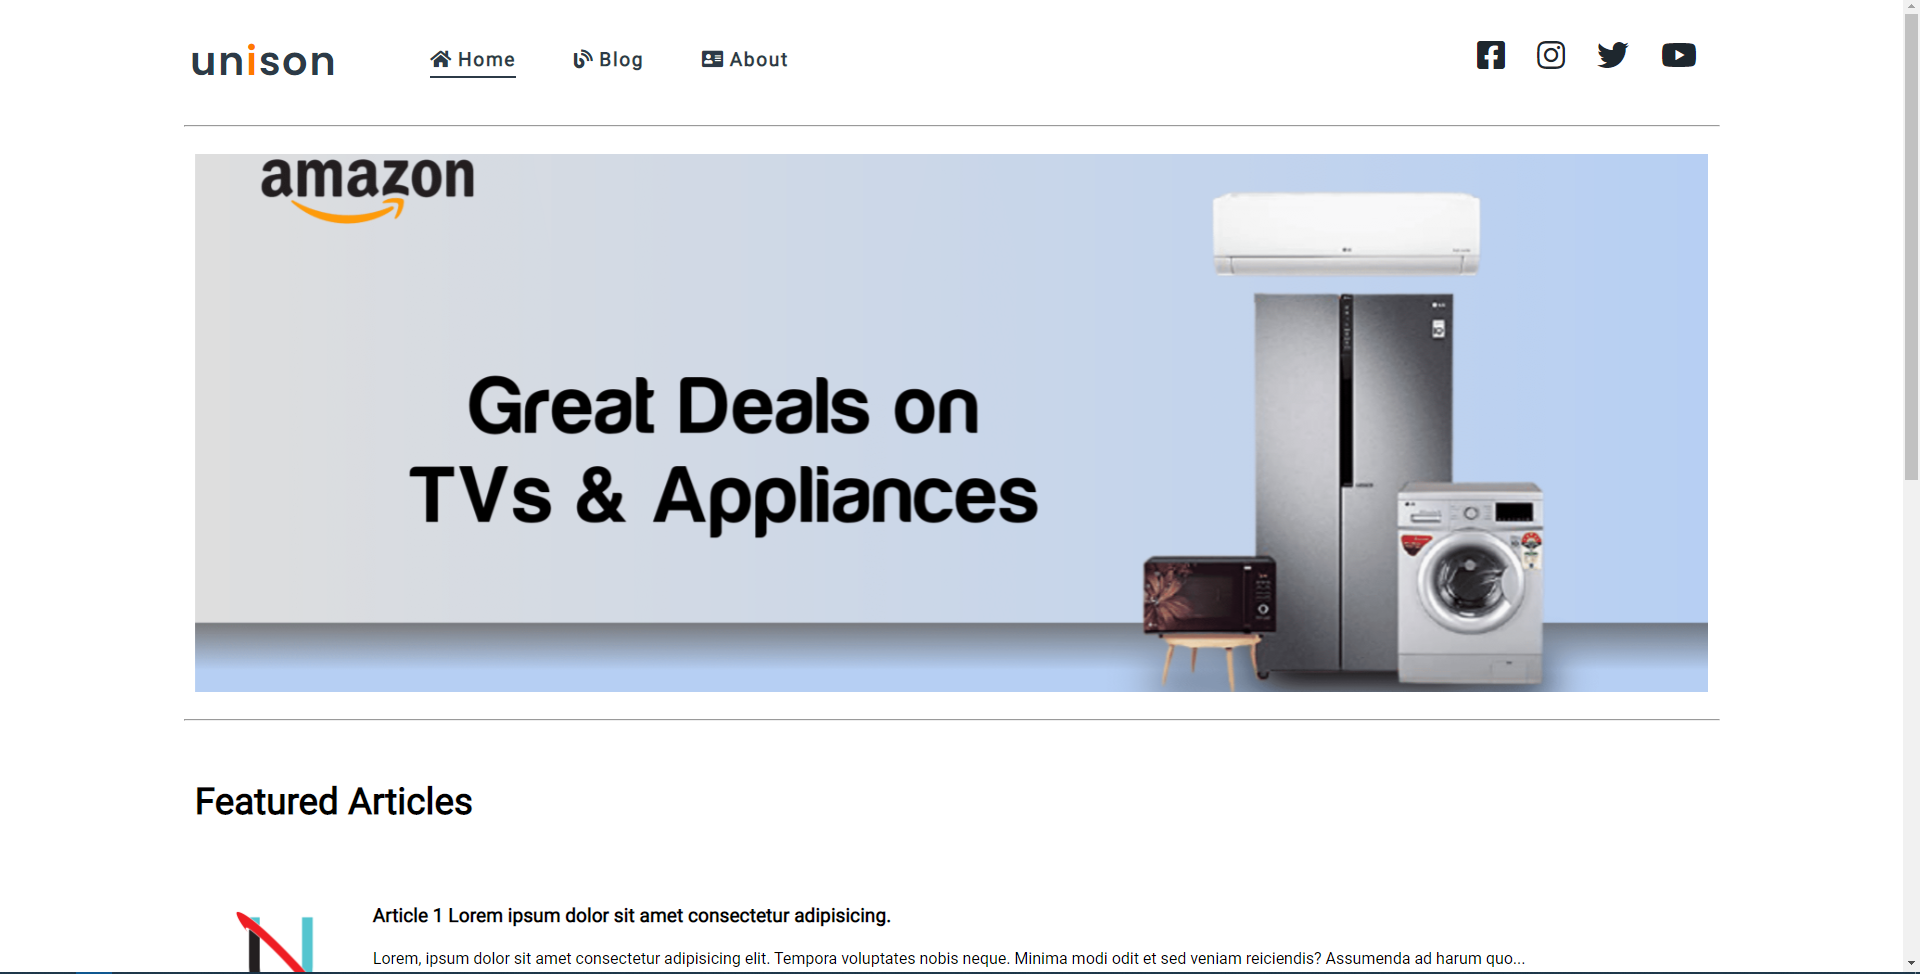 unison
Home
Blog
About
amazon
Great Deals on
TVs & Appliances
Featured Articles
Article 1 Lorem ipsum dolor sit amet consectetur adipisicing.
Lorem, ipsum dolor sit amet consectetur adipisicing elit. Tempora voluptates nobis neque. Minima modi odit et sed veniam reiciendis? Assumenda ad harum quo...